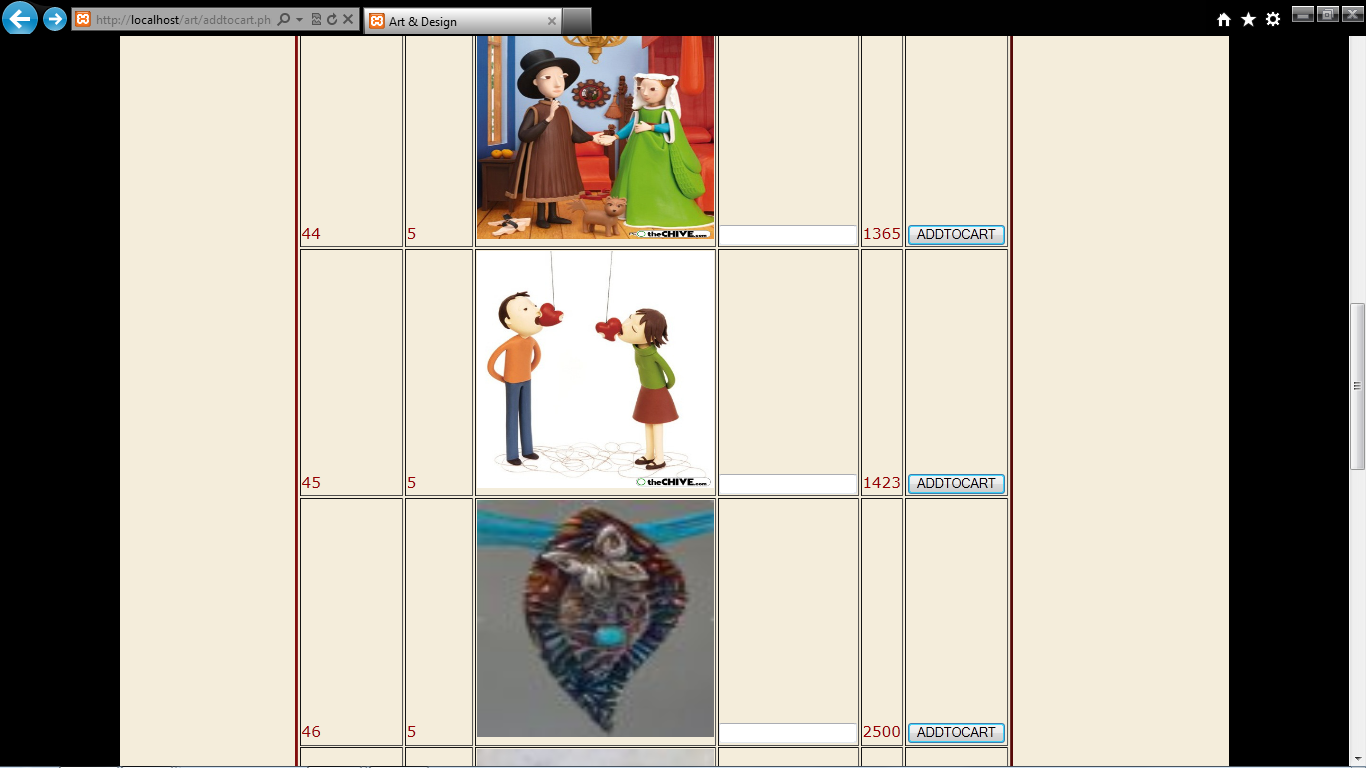 http://localhost/art/addtocart.ph
Art & Design
theCHIVE.com
44 5 1365 ADDTOCART
theCHIVE.com
45 5 1423 ADDTOCART
46 5 2500 ADDTOCART